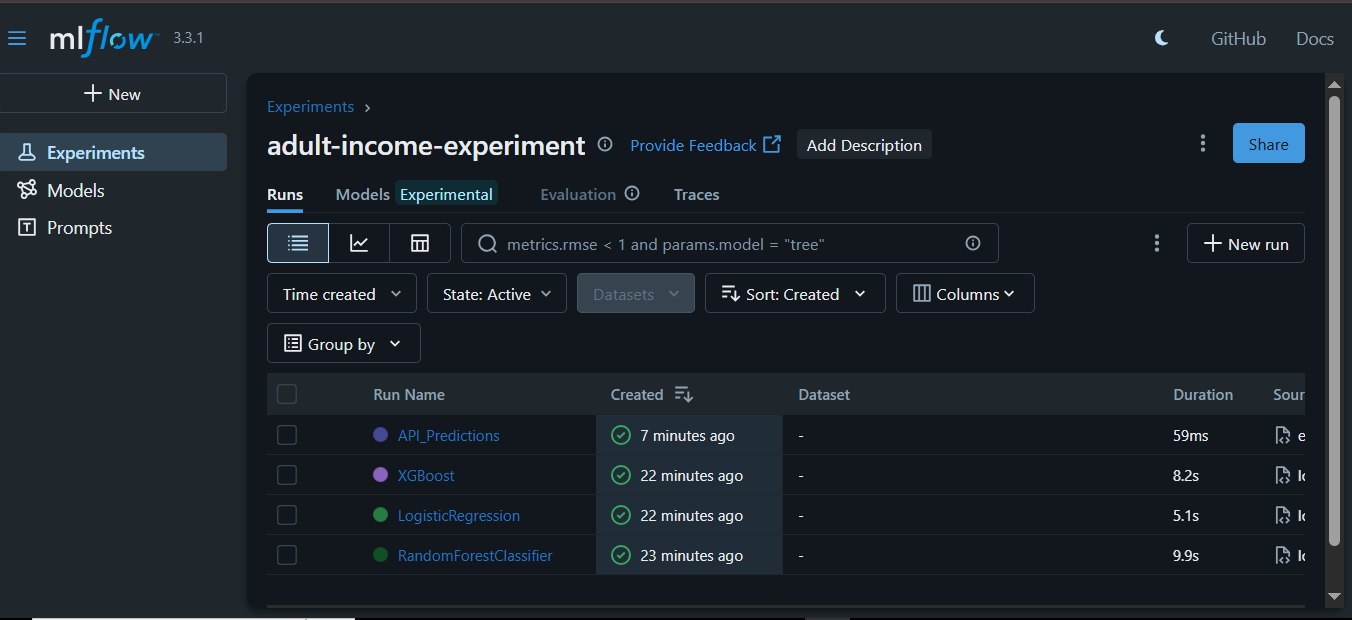 mlflow 3.3.1 GitHub Docs
New
Experiments
Models
Prompts
Experiments ›
adult-income-experiment Provide Feedback Add Description Share
Runs Models Experimental Evaluation Traces
metrics.rmse < 1 and params.model = "tree" New run
Time created State: Active Datasets Sort: Created Columns
Group by
Run Name Created Dataset Duration Sour
API_Predictions 7 minutes ago - 59ms e
XGBoost 22 minutes ago - 8.2s
LogisticRegression 22 minutes ago - 5.1s
RandomForestClassifier 23 minutes ago - 9.9s